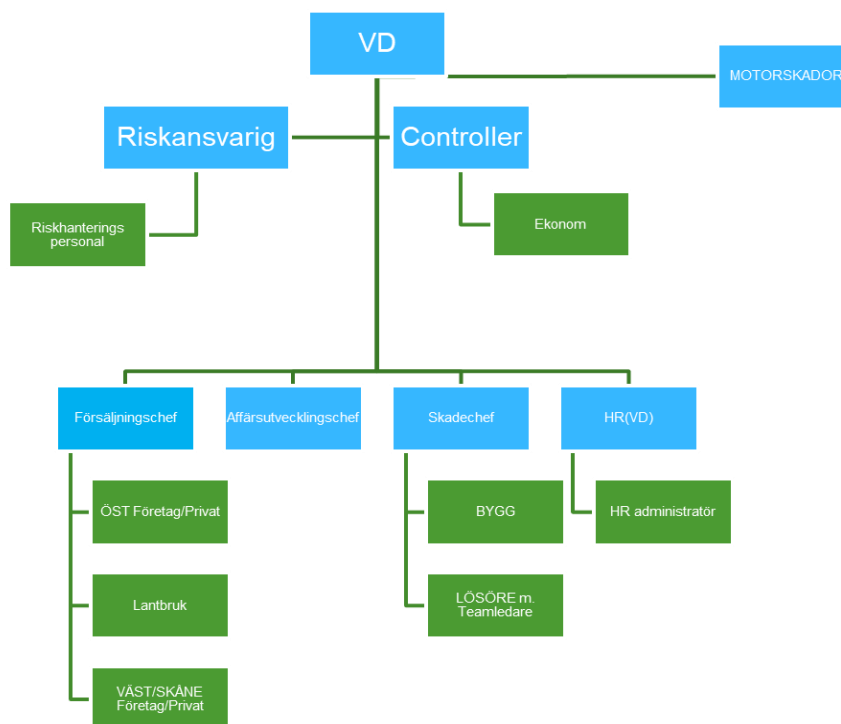 VD
MOTORSKADOR
Riskansvarig
Controller
Riskhanterings
personal
Ekonom
Försäljningschef
Affärsutvecklingschef
Skadechef
HR(VD)
ÖST Företag/Privat
BYGG
HR administratör
Lantbruk
LÖSÖRE m.
Teamledare
VÄST/SKÅNE
Företag/Privat